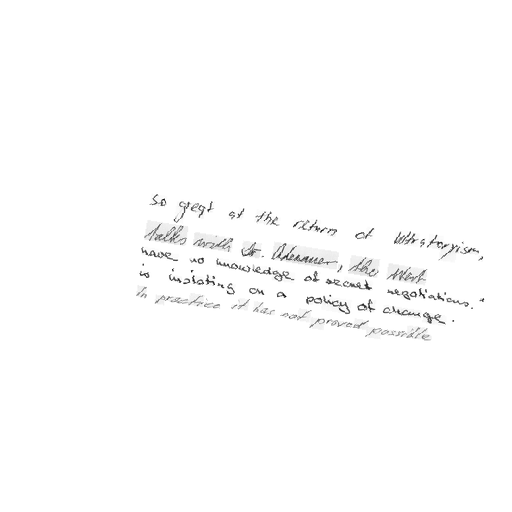 so great at the return of Ultratoryism,
talks with Dr. Adenauer, the West
have no knowledge of secret negotiations."
is insisting on a policy of change.
In practice it has not proved possible